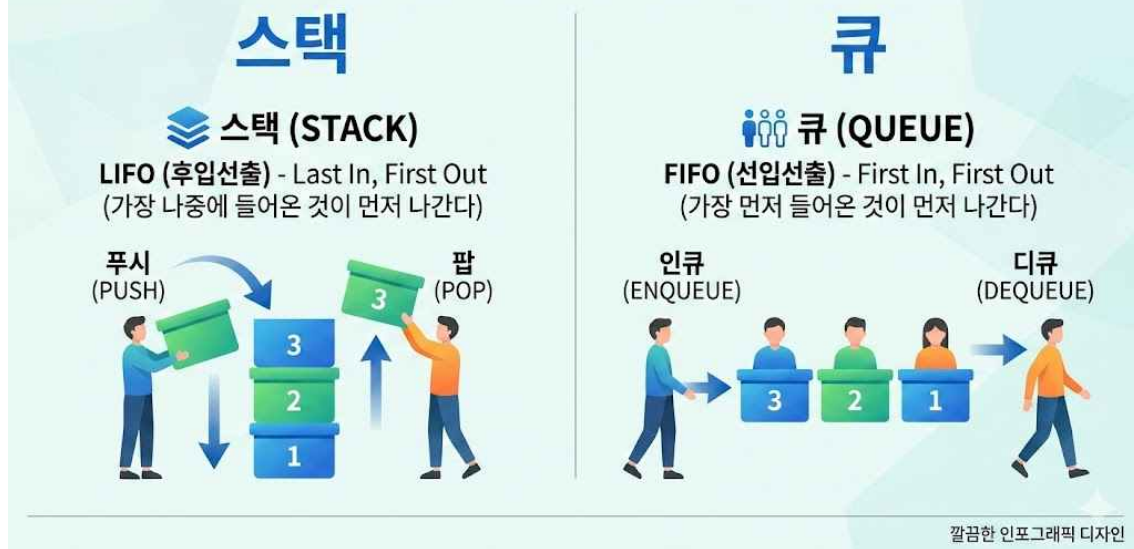 스택
스택 (STACK)
LIFO (후입선출) - Last In, First Out
(가장 나중에 들어온 것이 먼저 나간다)
푸시
(PUSH)
팝
(POP)
3
3
2
1
큐
큐 (QUEUE)
FIFO (선입선출) - First In, First Out
(가장 먼저 들어온 것이 먼저 나간다)
인큐
(ENQUEUE)
디큐
(DEQUEUE)
3 2 1
깔끔한 인포그래픽 디자인